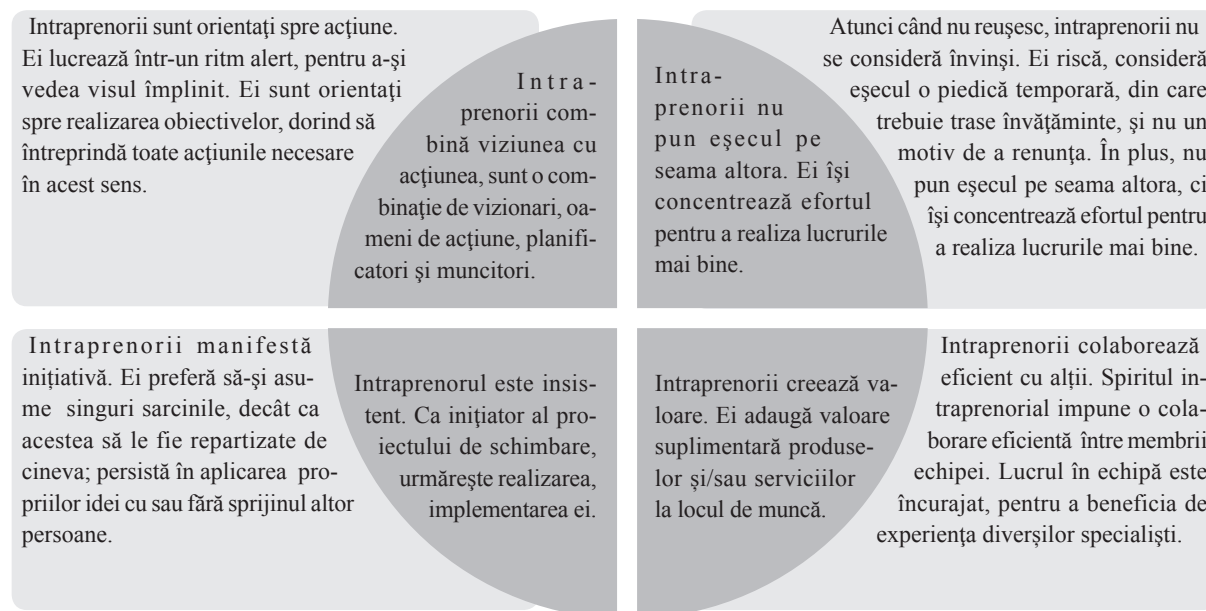 Intraprenorii sunt orientaţi spre acţiune.
Ei lucrează într-un ritm alert, pentru a-şi
vedea visul împlinit. Ei sunt orientaţi
spre realizarea obiectivelor, dorind să
întreprindă toate acţiunile necesare
în acest sens.
Intra-
prenorii com-
bină viziunea cu
acţiunea, sunt o com-
binaţie de vizionari, oa-
meni de acţiune, planifi-
catori şi muncitori.
Intra-
prenorii nu
pun eşecul pe
seama altora. Ei îşi
concentrează efortul
pentru a realiza lucrurile
mai bine.
Atunci când nu reuşesc, intraprenorii nu
se consideră învinşi. Ei riscă, consideră
eşecul o piedică temporară, din care
trebuie trase învăţăminte, şi nu un
motiv de a renunţa. În plus, nu
pun eşecul pe seama altora, ci
îşi concentrează efortul pentru
a realiza lucrurile mai bine.
Intraprenorii manifestă
iniţiativă. Ei preferă să-şi asu-
me singuri sarcinile, decât ca
acestea să le fie repartizate de
cineva; persistă în aplicarea pro-
priilor idei cu sau fără sprijinul altor
persoane.
Intraprenorul este insis-
tent. Ca iniţiator al pro-
iectului de schimbare,
urmăreşte realizarea,
implementarea ei.
Intraprenorii creează va-
loare. Ei adaugă valoare
suplimentară produse-
lor și/sau serviciilor
la locul de muncă.
Intraprenorii colaborează
eficient cu alţii. Spiritul in-
traprenorial impune o cola-
borare eficientă între membrii
echipei. Lucrul în echipă este
încurajat, pentru a beneficia de
experienţa diverșilor specialişti.